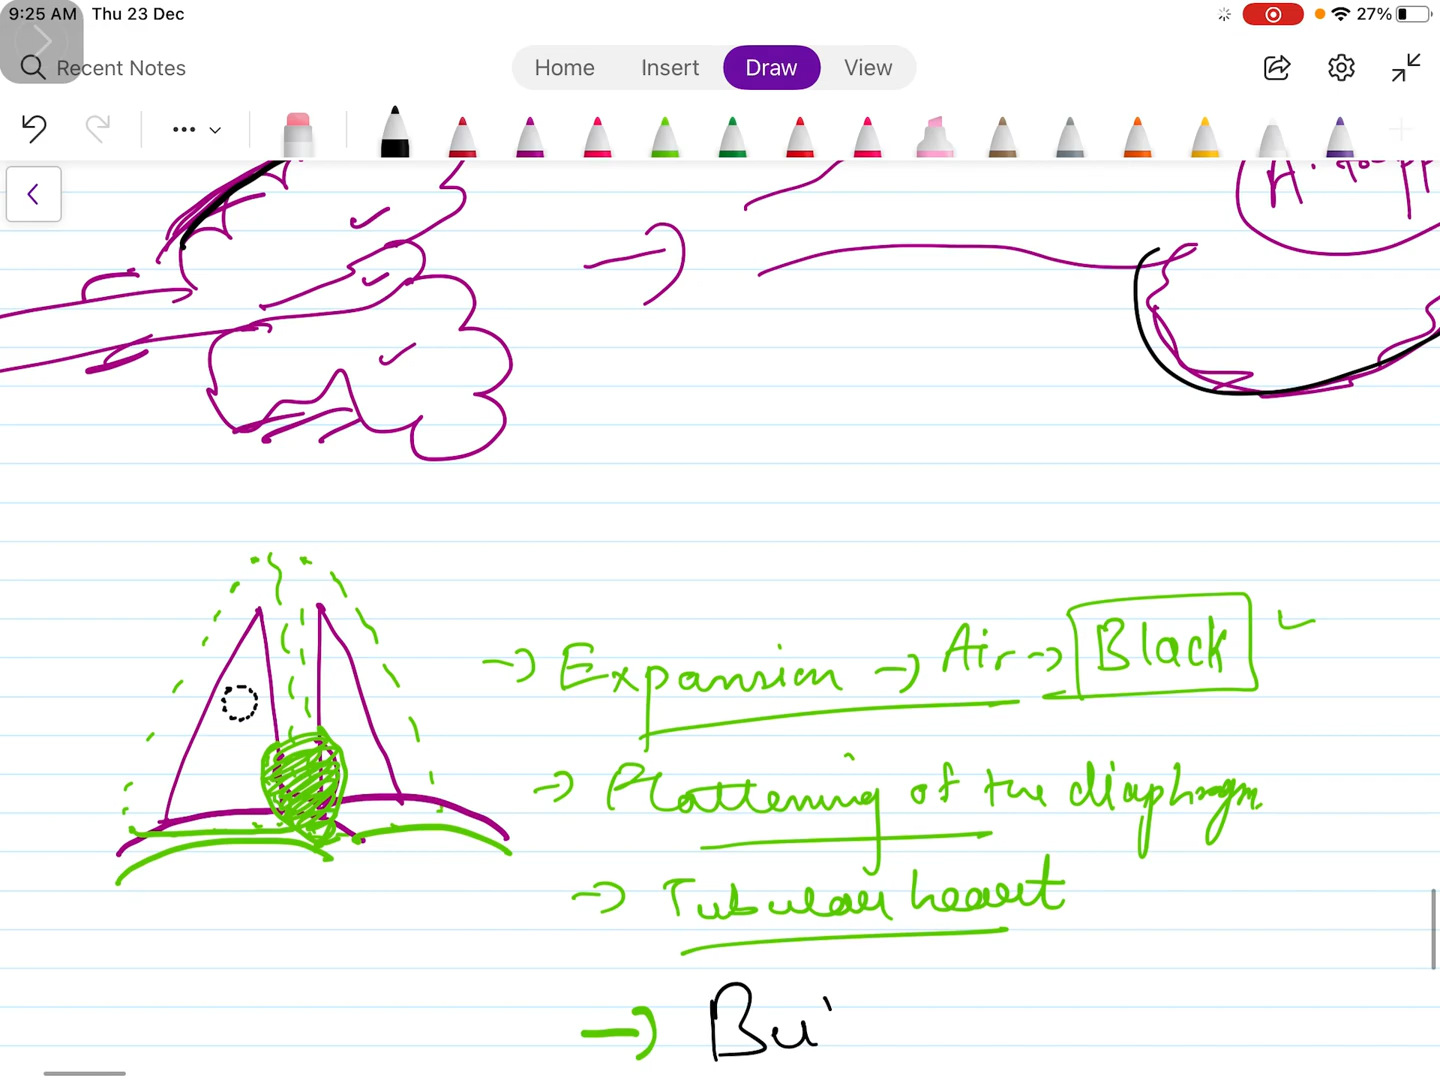 9:25 AM Thu 23 Dec
27%
Recent Notes
Home Insert Draw View
→ Expansion → Air → Black
→ Flattening of the diaphragm
→ Tubular heart
→ Bu